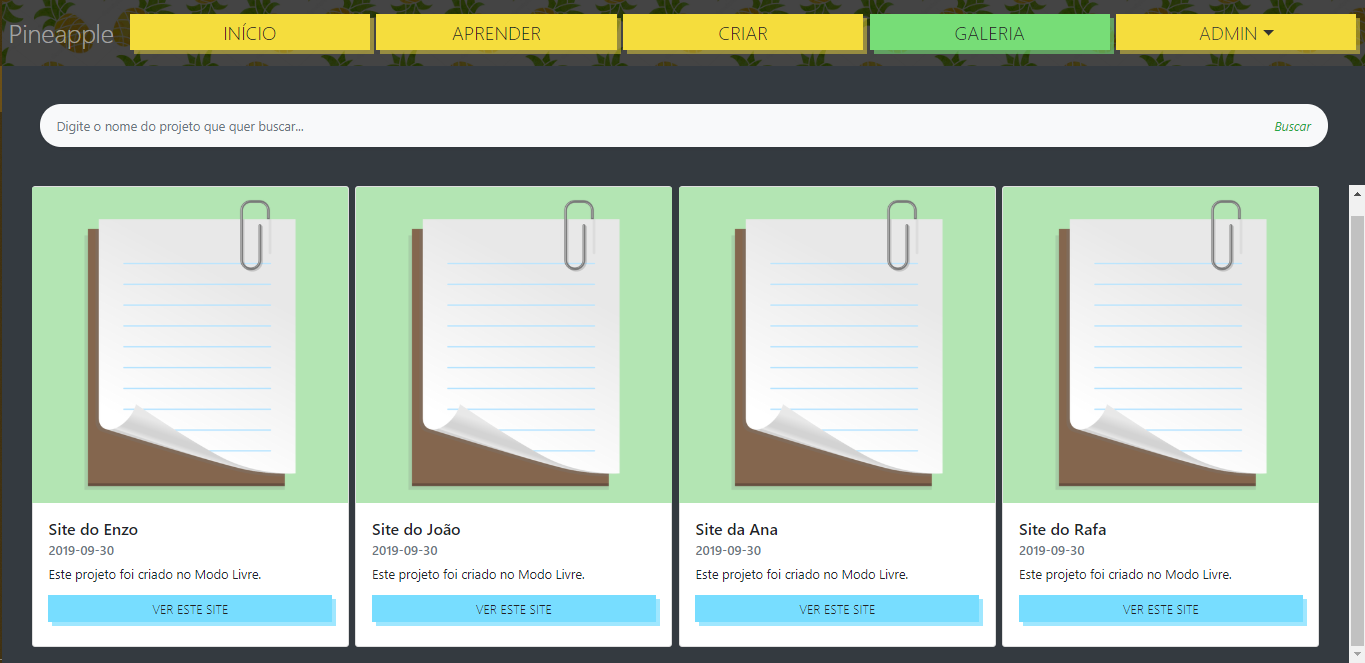 Pineapple INÍCIO APRENDER CRIAR GALERIA ADMIN
Digite o nome do projeto que quer buscar... Buscar
Site do Enzo
2019-09-30
Este projeto foi criado no Modo Livre.
VER ESTE SITE
Site do João
2019-09-30
Este projeto foi criado no Modo Livre.
VER ESTE SITE
Site da Ana
2019-09-30
Este projeto foi criado no Modo Livre.
VER ESTE SITE
Site do Rafa
2019-09-30
Este projeto foi criado no Modo Livre.
VER ESTE SITE